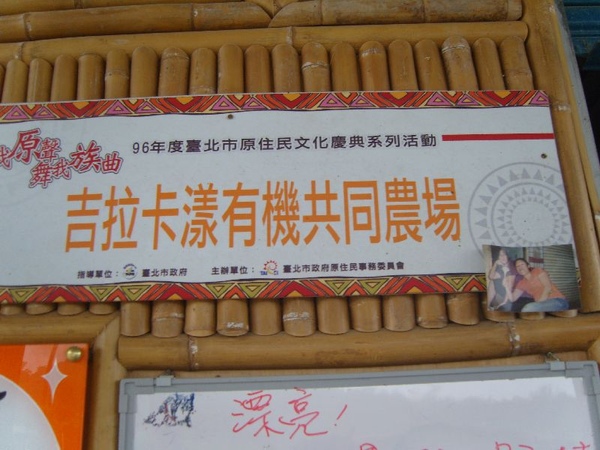 我原聲
舞我族曲
96年度臺北市原住民文化慶典系列活動
吉拉卡漾有機共同農場
指導單位： 臺北市政府 主辦單位： 臺北市政府原住民事務委員會
漂亮！